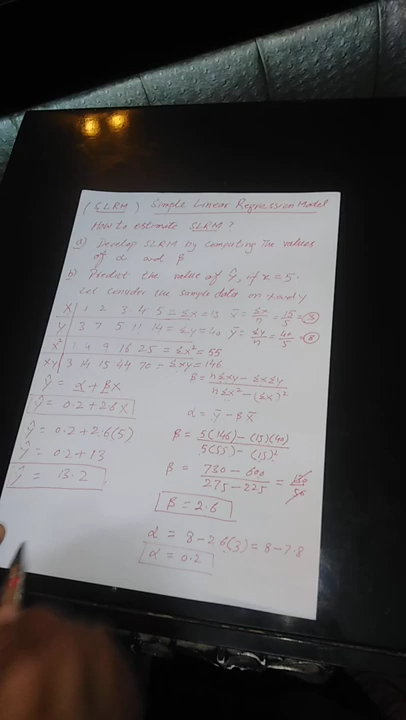 (SLRM) Simple Linear Regression Model
How to estimate SLRM?
a) Develop SLRM by computing the values
of α and β
b) Predict the value of Ŷ, if x = 5.
Let consider the sample data on x and y
X 1 2 3 4 5 = Σx = 15 x̄ = Σx/n = 15/5 = 3
Y 3 7 5 11 14 = Σy = 40 ȳ = Σy/n = 40/5 = 8
X² 1 4 9 16 25 = Σx² = 55
XY 3 14 15 44 70 = Σxy = 146
Ŷ = α + βX
Ŷ = 0.2 + 2.6X
Ŷ = 0.2 + 2.6(5)
Ŷ = 0.2 + 13
Ŷ = 13.2
β = nΣxy - ΣxΣy / nΣx² - (Σx)²
α = ȳ - βx̄
β = 5(146) - (15)(40) / 5(55) - (15)²
β = 730 - 600 / 275 - 225 = 130/50
β = 2.6
α = 8 - 2.6(3) = 8 - 7.8
α = 0.2